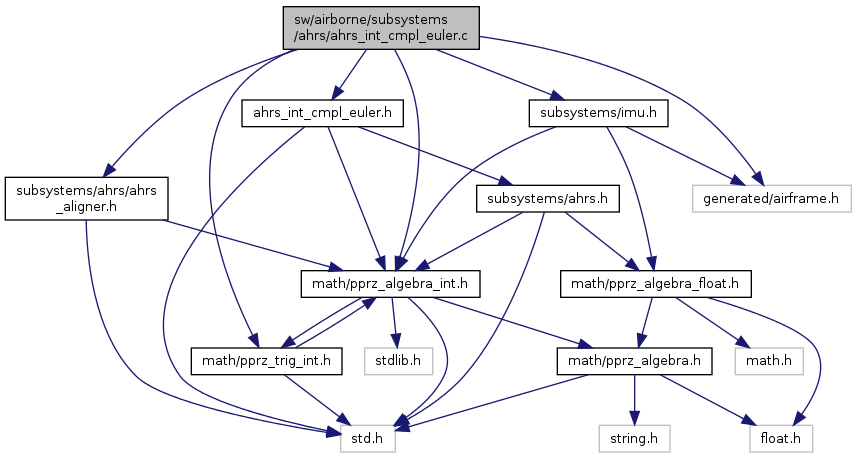 sw/airborne/subsystems
/ahrs/ahrs_int_cmpl_euler.c
ahrs_int_cmpl_euler.h
subsystems/imu.h
subsystems/ahrs/ahrs
_aligner.h
subsystems/ahrs.h
generated/airframe.h
math/pprz_algebra_int.h
math/pprz_algebra_float.h
math/pprz_trig_int.h
stdlib.h
math/pprz_algebra.h
math.h
std.h
string.h
float.h